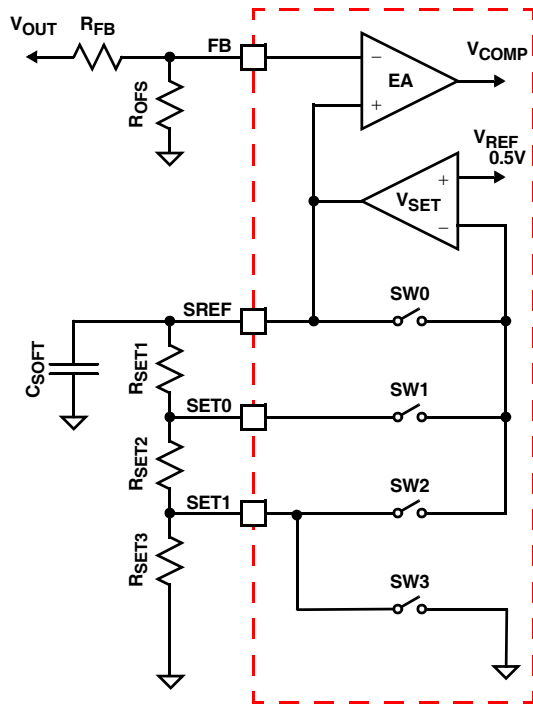 VOUT
RFB
FB
ROFS
−
EA
+
VCOMP
VREF
0.5V
+
VSET
−
SREF
SW0
CSOFT
RSET1
SET0
SW1
RSET2
SET1
SW2
RSET3
SW3